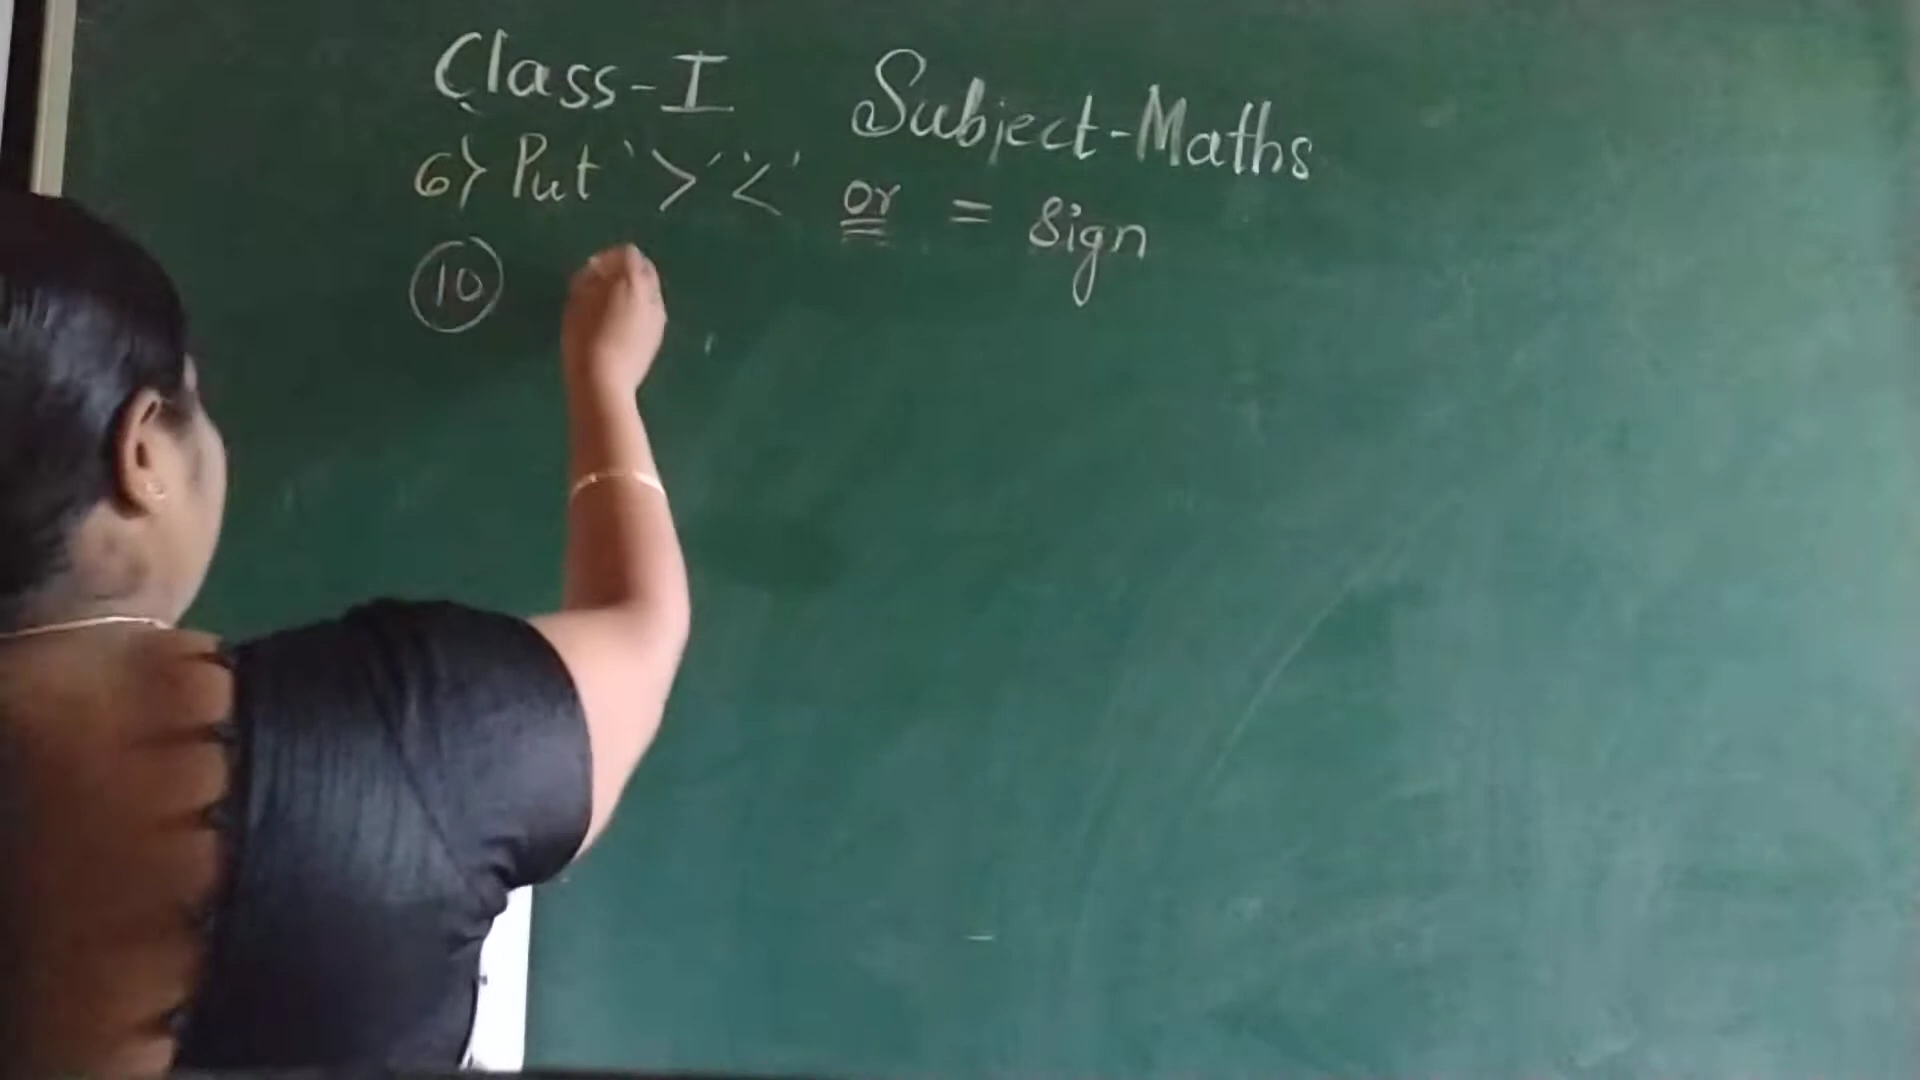 Class-I Subject-Maths
6) Put '>' '<' or = Sign
10